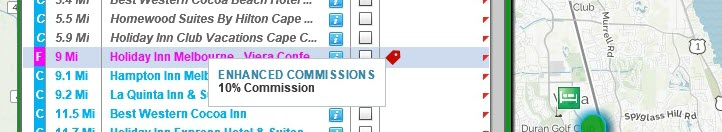 5.4 Mi Best Western Cocoa Beach Hotel ...
C 5.5 Mi Homewood Suites By Hilton Cape ...
C 5.9 Mi Holiday Inn Club Vacations Cape C...
F 9 Mi Holiday Inn Melbourne - Viera Confe...
C 9.1 Mi Hampton Inn Melb
C 9.2 Mi La Quinta Inn &
C 11.5 Mi Best Western Cocoa Inn
11.7 Mi Holiday Inn Express Hotel & Suites
ENHANCED COMMISSIONS
10% Commission
Murrell Rd
1
Duran Golf C
Spyglass Hill Rd